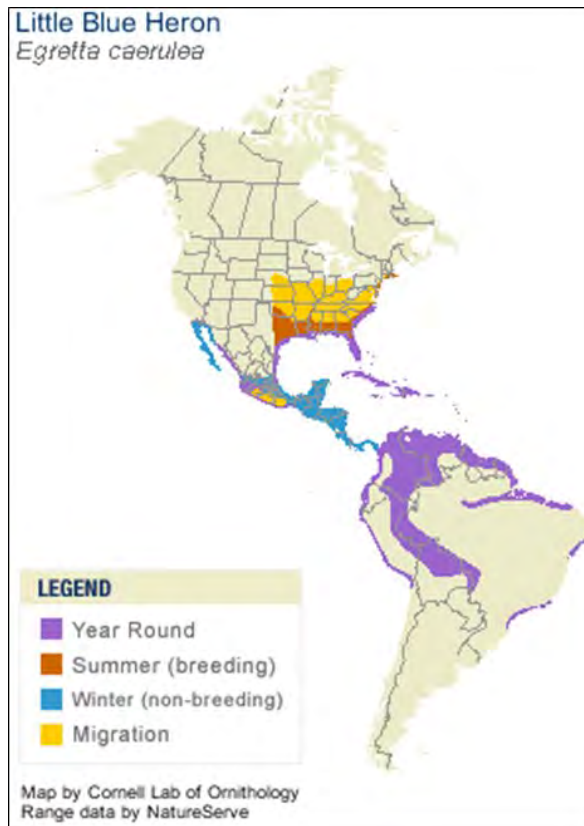 Little Blue Heron
Egretta caerulea
LEGEND
Year Round
Summer (breeding)
Winter (non-breeding)
Migration
Map by Cornell Lab of Ornithology
Range data by NatureServe